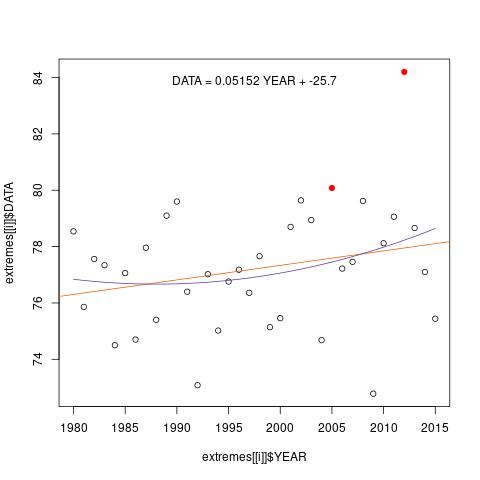 DATA = 0.05152 YEAR + -25.7
84
82
80
78
76
74
extremes[[i]]$DATA
1980 1985 1990 1995 2000 2005 2010 2015
extremes[[i]]$YEAR